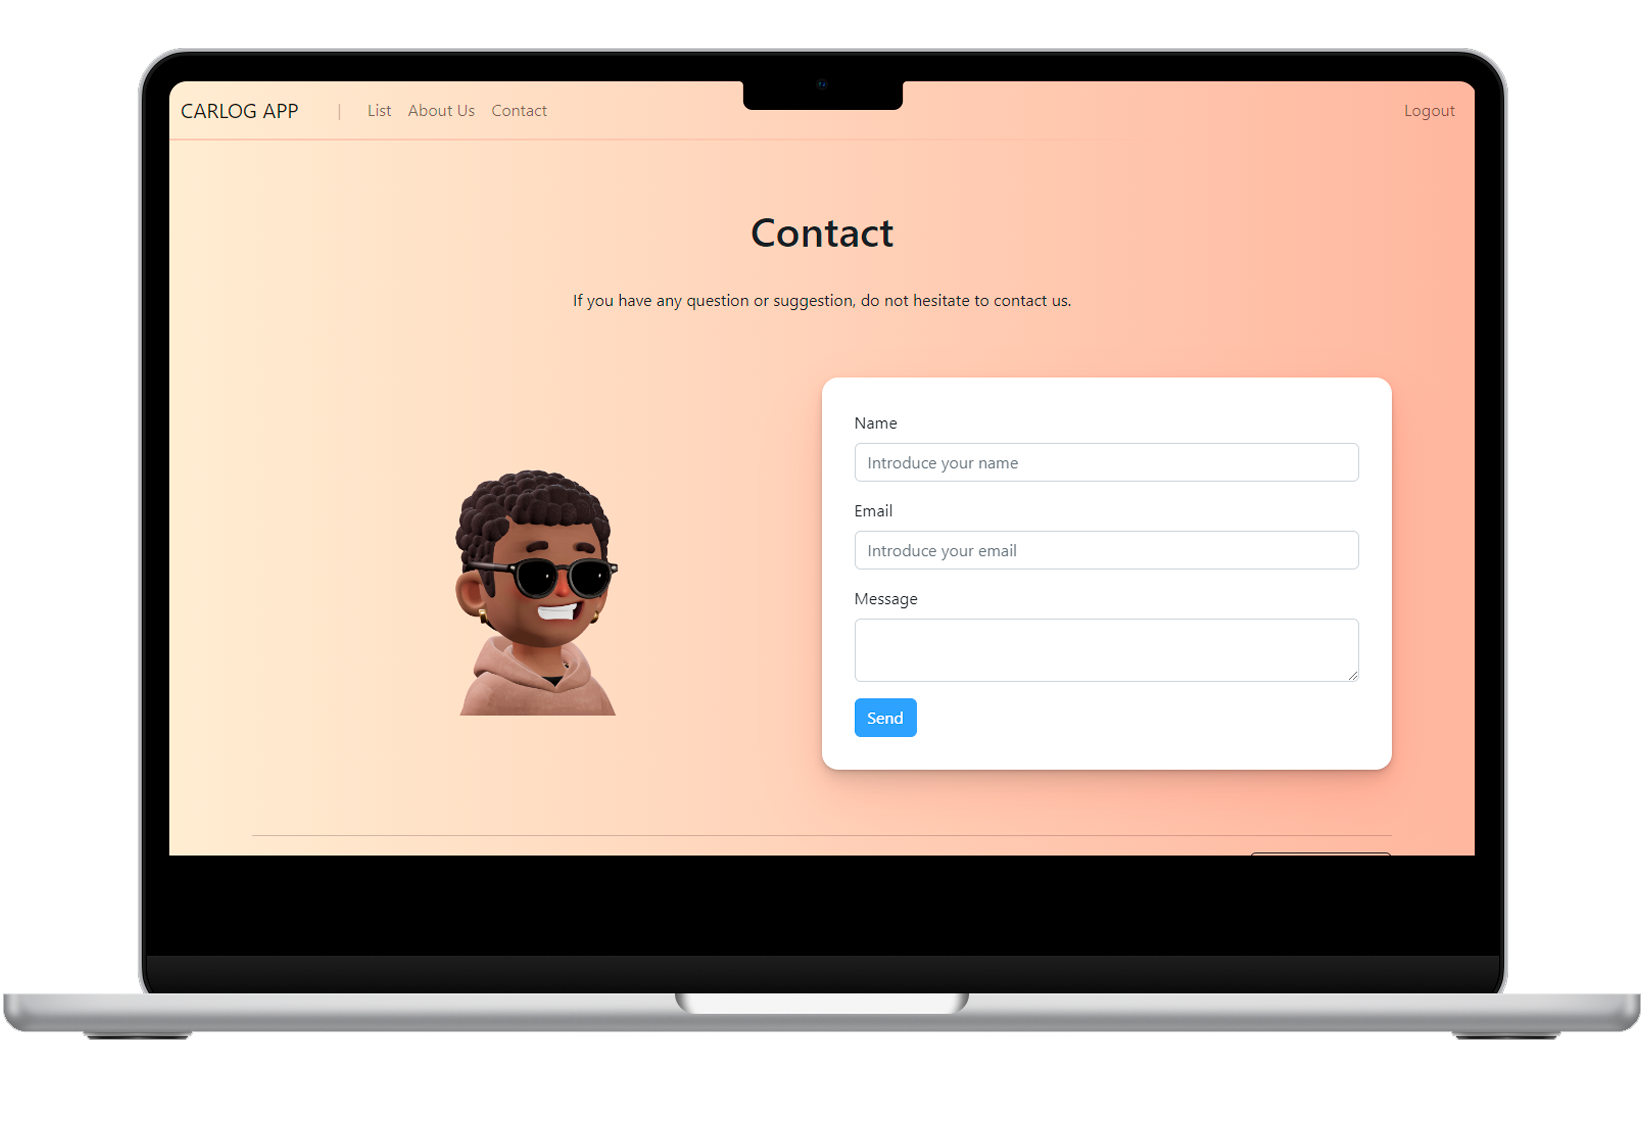 CARLOG APP | List About Us Contact Logout
Contact
If you have any question or suggestion, do not hesitate to contact us.
Name
Introduce your name
Email
Introduce your email
Message
Send